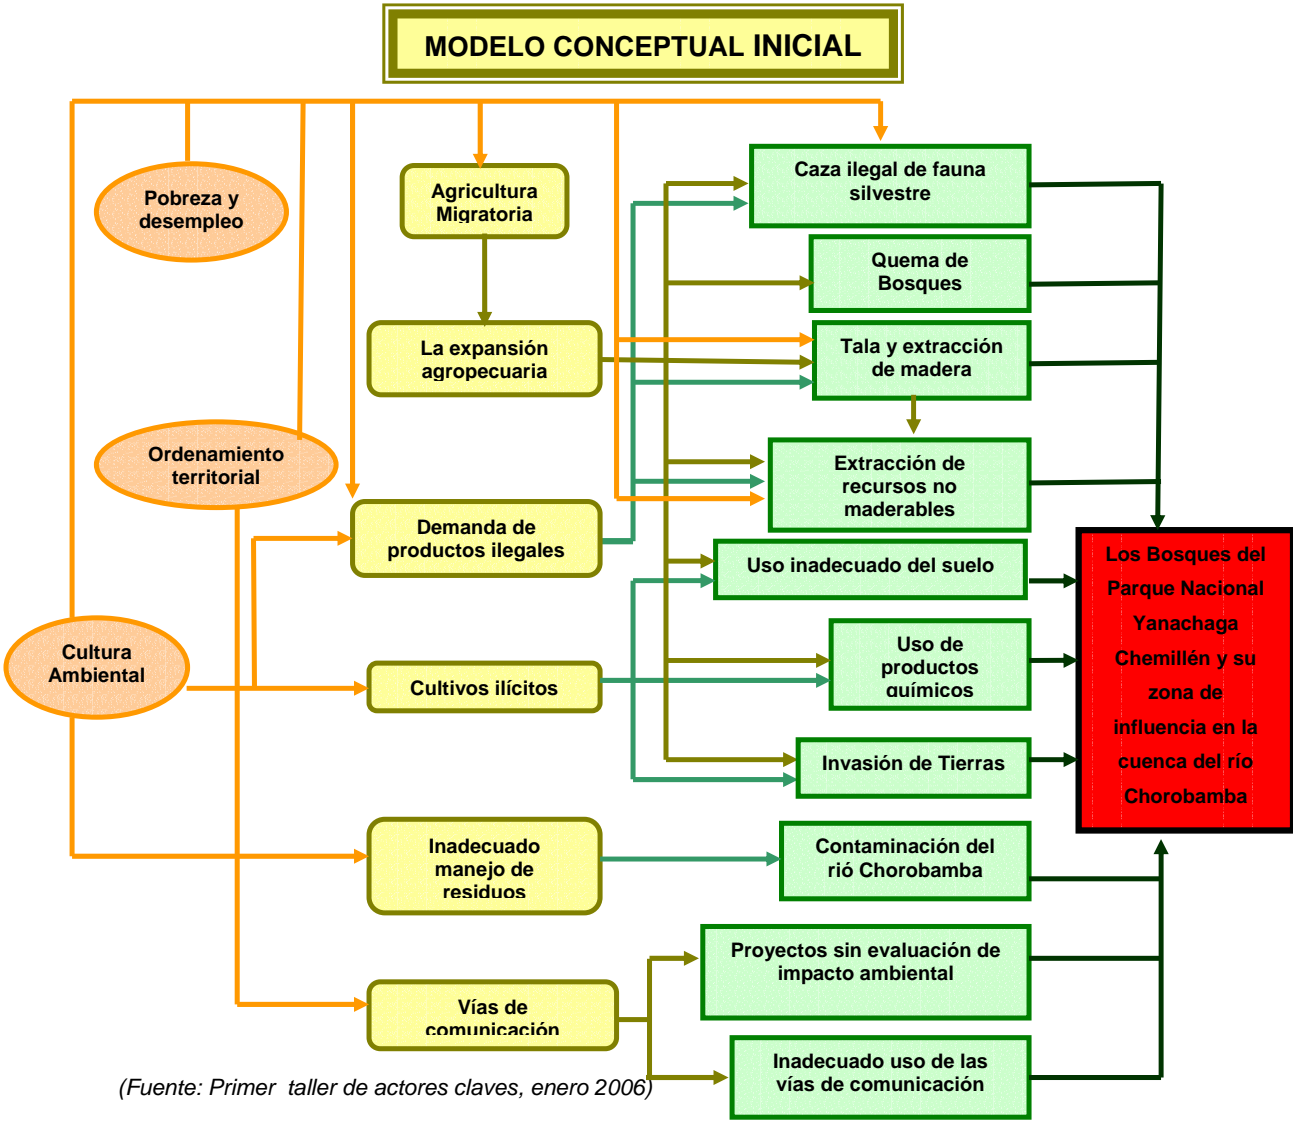 MODELO CONCEPTUAL INICIAL
Pobreza y
desempleo
Ordenamiento
territorial
Cultura
Ambiental
Agricultura
Migratoria
La expansión
agropecuaria
Demanda de
productos ilegales
Cultivos ilícitos
Inadecuado
manejo de
residuos
Vías de
comunicación
Caza ilegal de fauna
silvestre
Quema de
Bosques
Tala y extracción
de madera
Extracción de
recursos no
maderables
Uso inadecuado del suelo
Uso de
productos
químicos
Invasión de Tierras
Contaminación del
rió Chorobamba
Proyectos sin evaluación de
impacto ambiental
Inadecuado uso de las
vías de comunicación
Los Bosques del
Parque Nacional
Yanachaga
Chemillén y su
zona de
influencia en la
cuenca del río
Chorobamba
(Fuente: Primer taller de actores claves, enero 2006)